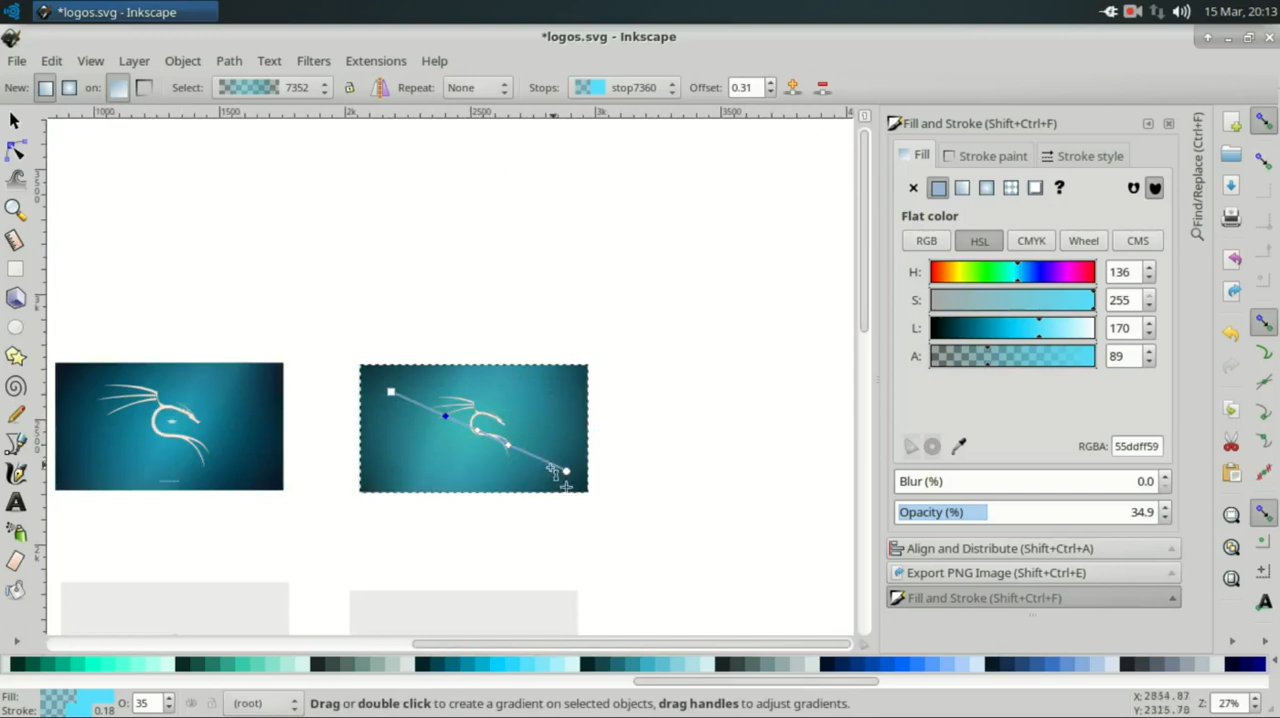 *logos.svg - Inkscape
15 Mar, 20:13
*logos.svg - Inkscape
File Edit View Layer Object Path Text Filters Extensions Help
New: on: Select: 7352 Repeat: None Stops: stop7360 Offset: 0.31
1000 1500 2k 2500 3k 3500
Fill and Stroke (Shift+Ctrl+F)
Find/Replace (Ctrl+F)
Fill Stroke paint Stroke style
?
Flat color
RGB HSL CMYK Wheel CMS
H: 136
S: 255
L: 170
A: 89
RGBA: 55ddff59
Blur (%) 0.0
Opacity (%) 34.9
Align and Distribute (Shift+Ctrl+A)
Export PNG Image (Shift+Ctrl+E)
Fill and Stroke (Shift+Ctrl+F)
Fill:
Stroke: 0.18 O: 35 (root) Drag or double click to create a gradient on selected objects, drag handles to adjust gradients.
X: 2854.87
Y: 2315.78
Z: 27%